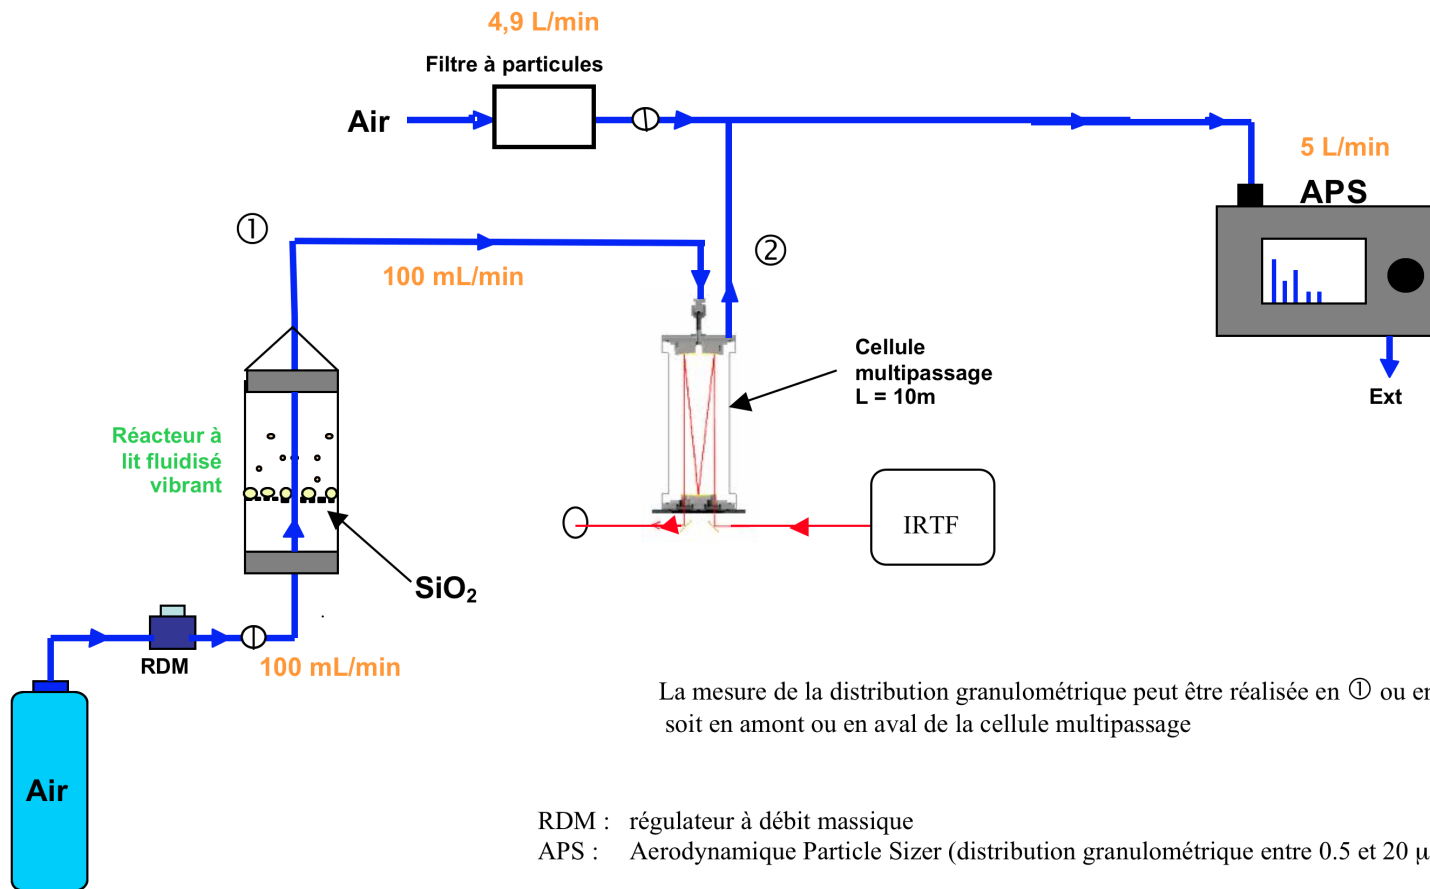 4,9 L/min
Filtre à particules
Air
5 L/min
APS
①
100 mL/min
②
Cellule
multipassage
L = 10m
Ext
Réacteur à
lit fluidisé
vibrant
IRTF
SiO₂
RDM
100 mL/min
Air
La mesure de la distribution granulométrique peut être réalisée en ① ou en
soit en amont ou en aval de la cellule multipassage
RDM : régulateur à débit massique
APS : Aerodynamique Particle Sizer (distribution granulométrique entre 0.5 et 20 µ